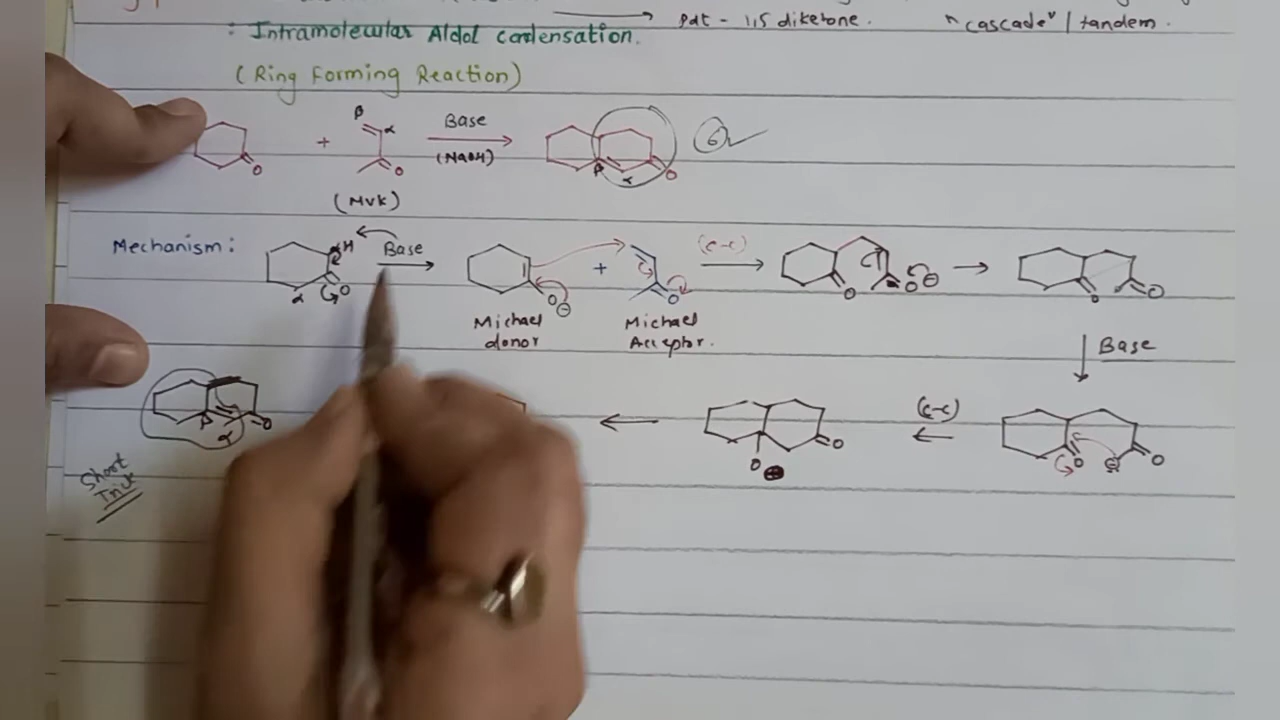 Pdt - 1,5 diketone. "cascade" / tandem.
: Intramolecular Aldol condensation.
(Ring Forming Reaction)
+ β α O Base (NaOH) β α O 6
(MVK)
Mechanism: H α O Base O ⊖ + O (C-C) O O ⊖ O O
Michael donor Michael Acceptor.
Base
β α O O ⊖ O (C-C) O ⊖ O
Short
Trick